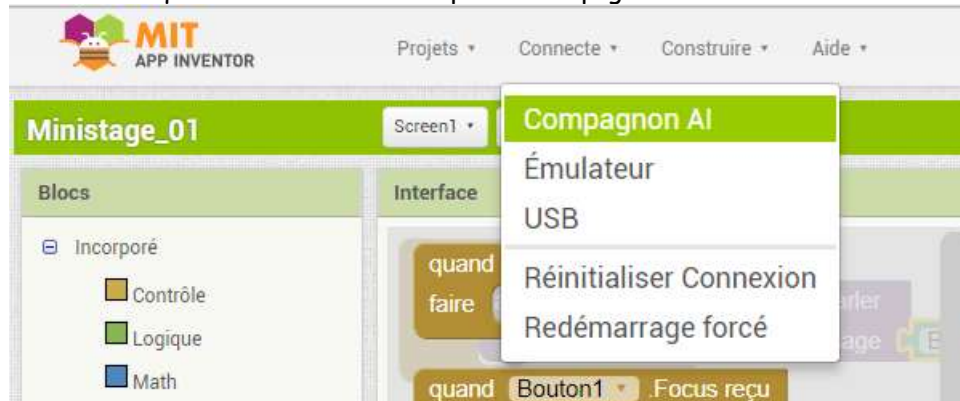 MIT
APP INVENTOR
Projets
Connecte
Construire
Aide
Ministage_01
Screen1
Compagnon AI
Émulateur
USB
Réinitialiser Connexion
Redémarrage forcé
Blocs
Interface
Incorporé
Contrôle
Logique
Math
quand
faire
quand Bouton1 .Focus reçu